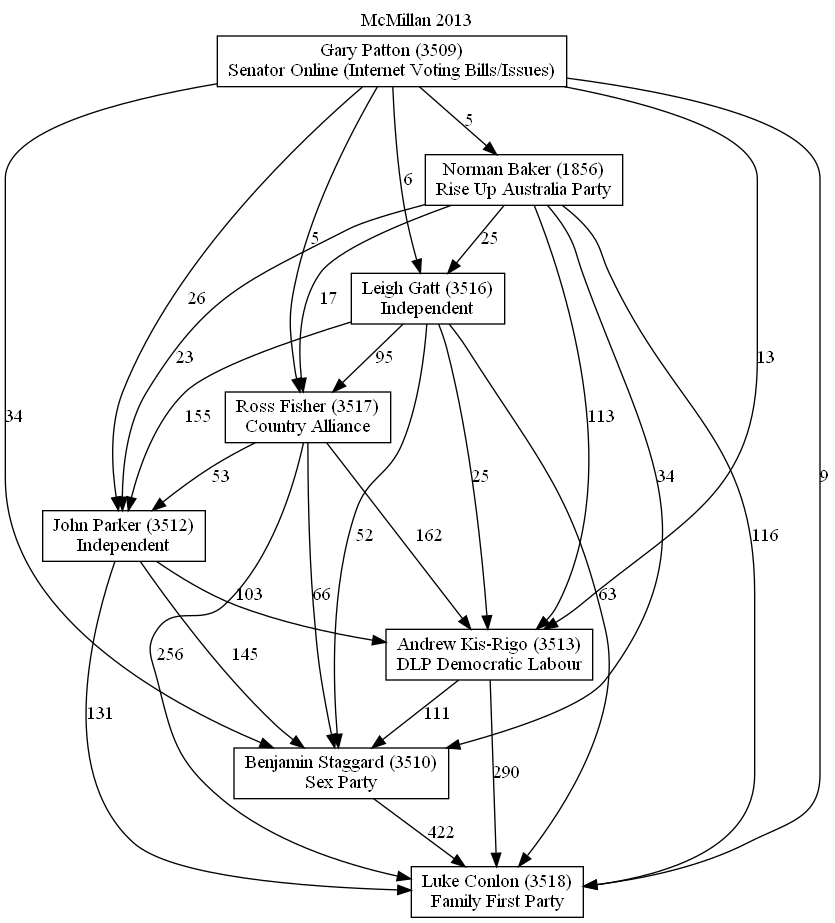 McMillan 2013
Gary Patton (3509)
Senator Online (Internet Voting Bills/Issues)
5
Norman Baker (1856)
Rise Up Australia Party
6
5
25
Leigh Gatt (3516)
Independent
26
17
23
95
13
Ross Fisher (3517)
Country Alliance
34
155
113
9
53
25
34
John Parker (3512)
Independent
52
162
116
103
66
63
Andrew Kis-Rigo (3513)
DLP Democratic Labour
256
145
131
111
Benjamin Staggard (3510)
Sex Party
290
422
Luke Conlon (3518)
Family First Party